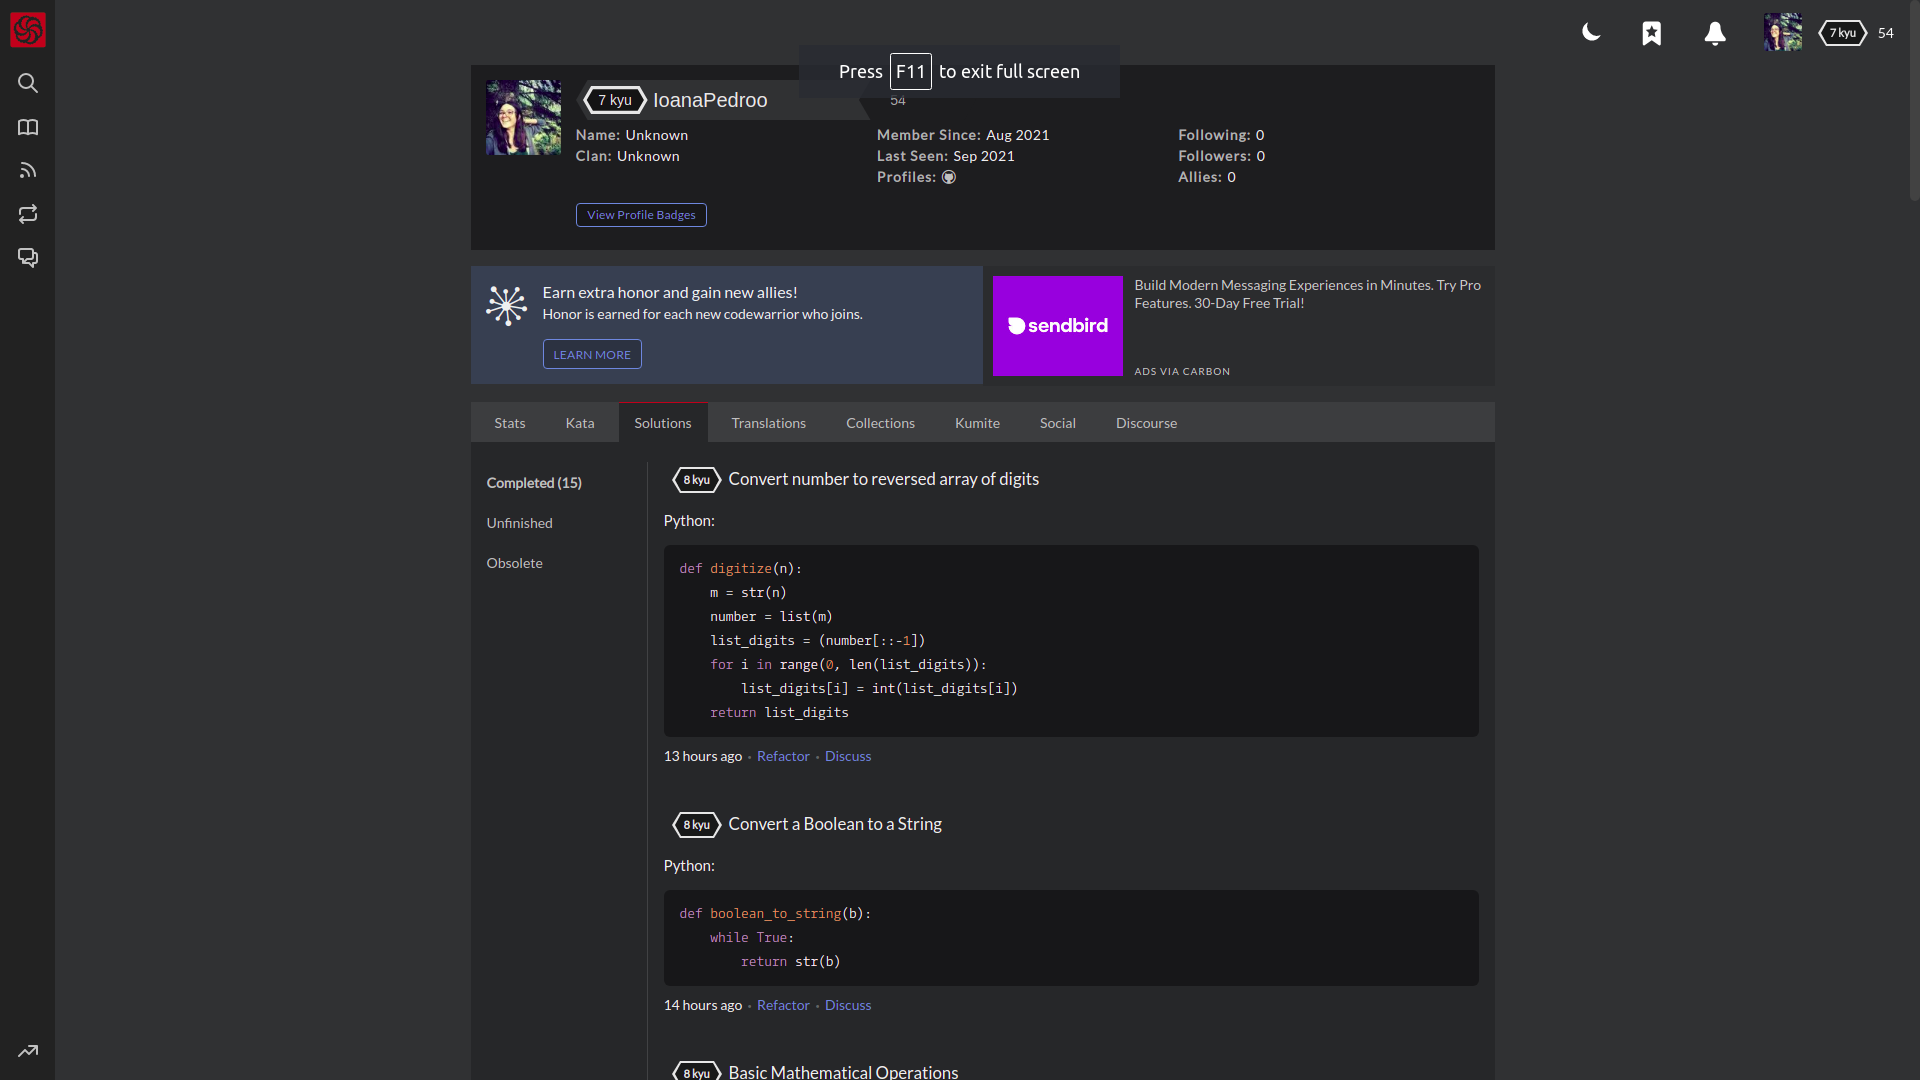 7 kyu 54
Press F11 to exit full screen
7 kyu IoanaPedroo 54
Name: Unknown
Clan: Unknown
Member Since: Aug 2021
Last Seen: Sep 2021
Profiles:
Following: 0
Followers: 0
Allies: 0
View Profile Badges
Earn extra honor and gain new allies!
Honor is earned for each new codewarrior who joins.
LEARN MORE
sendbird
Build Modern Messaging Experiences in Minutes. Try Pro
Features. 30-Day Free Trial!
ADS VIA CARBON
Stats Kata Solutions Translations Collections Kumite Social Discourse
Completed (15)
Unfinished
Obsolete
8 kyu Convert number to reversed array of digits
Python:
def digitize(n):
    m = str(n)
    number = list(m)
    list_digits = (number[::-1])
    for i in range(0, len(list_digits)):
        list_digits[i] = int(list_digits[i])
    return list_digits
13 hours ago · Refactor · Discuss
8 kyu Convert a Boolean to a String
Python:
def boolean_to_string(b):
    while True:
        return str(b)
14 hours ago · Refactor · Discuss
8 kyu Basic Mathematical Operations